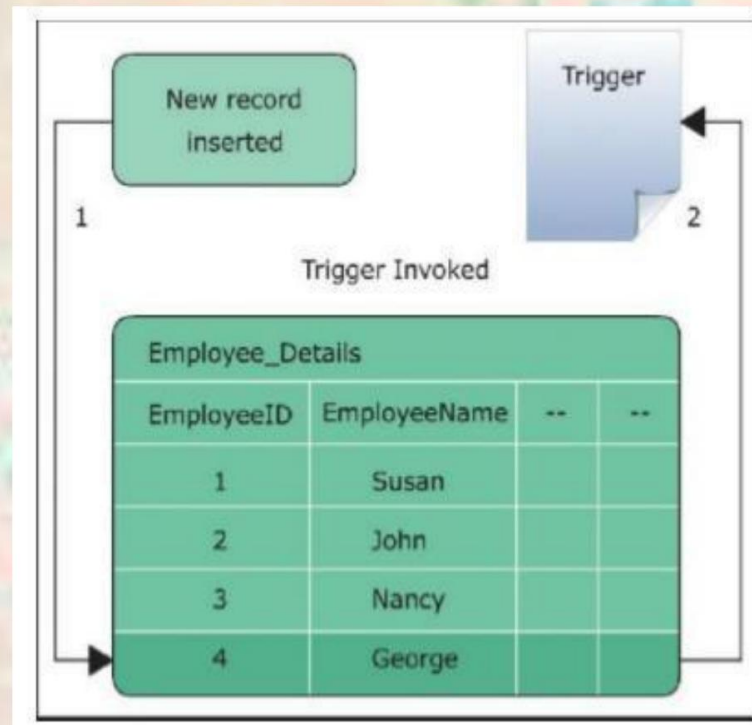 New record
inserted
Trigger
1
2
Trigger Invoked
Employee_Details
EmployeeID EmployeeName -- --
1 Susan
2 John
3 Nancy
4 George